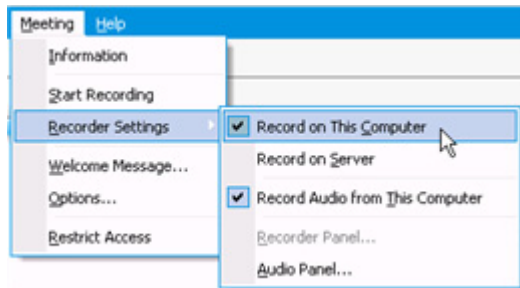 Meeting Help
Information
Start Recording
Recorder Settings
Welcome Message...
Options...
Restrict Access
Record on This Computer
Record on Server
Record Audio from This Computer
Recorder Panel...
Audio Panel...